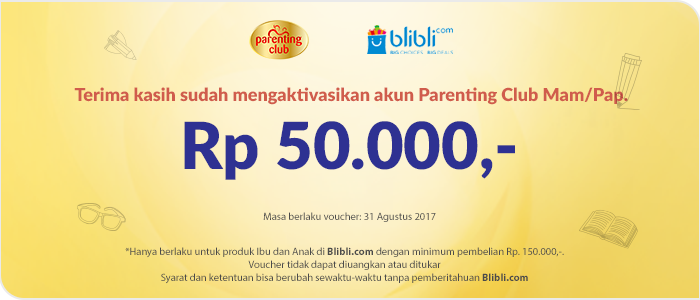 parenting
club
blibli.com
BIG CHOICES. BIG DEALS.
Terima kasih sudah mengaktivasikan akun Parenting Club Mam/Pap.
Rp 50.000,-
Masa berlaku voucher: 31 Agustus 2017
*Hanya berlaku untuk produk Ibu dan Anak di Blibli.com dengan minimum pembelian Rp. 150.000,-.
Voucher tidak dapat diuangkan atau ditukar
Syarat dan ketentuan bisa berubah sewaktu-waktu tanpa pemberitahuan Blibli.com